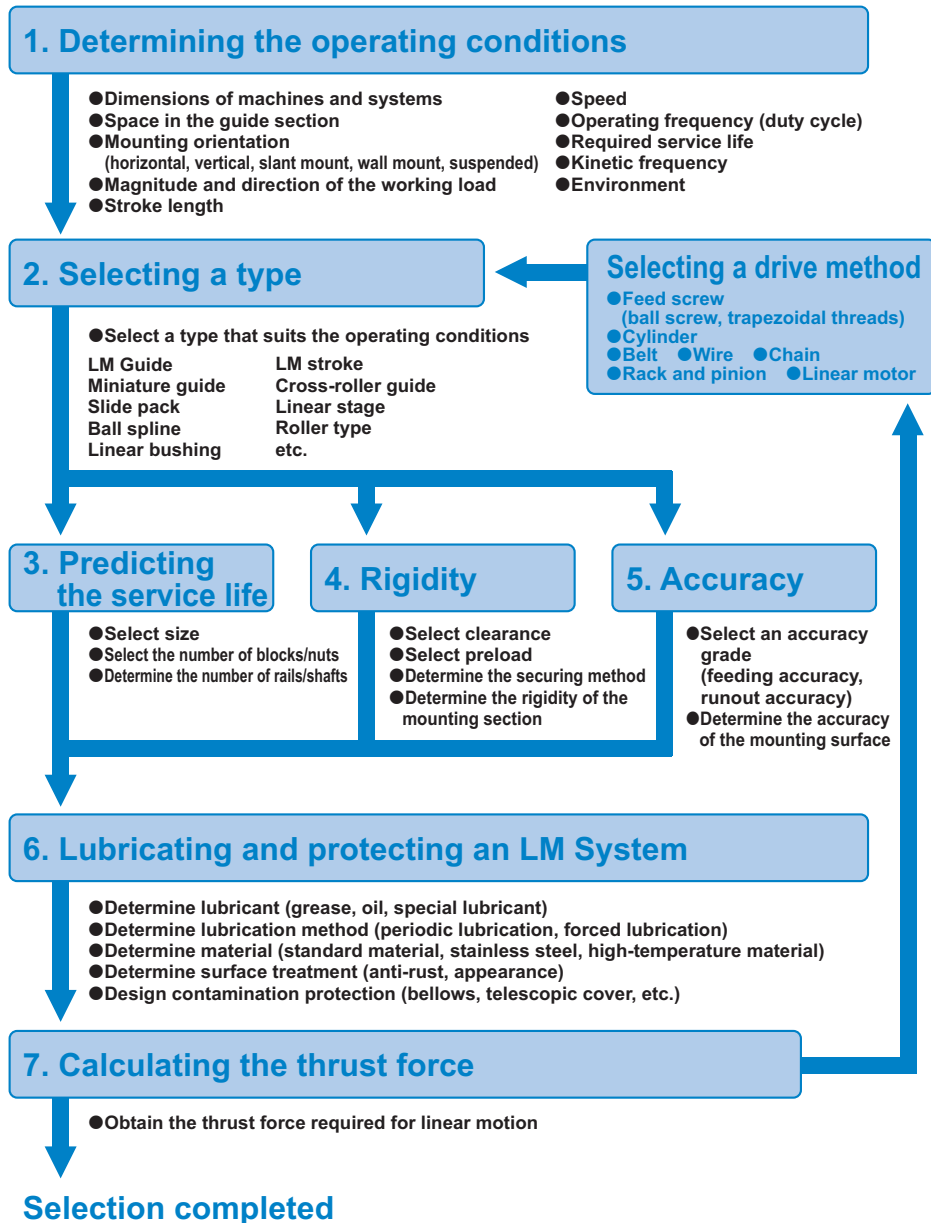 1. Determining the operating conditions
●Dimensions of machines and systems
●Space in the guide section
●Mounting orientation
(horizontal, vertical, slant mount, wall mount, suspended)
●Magnitude and direction of the working load
●Stroke length
●Speed
●Operating frequency (duty cycle)
●Required service life
●Kinetic frequency
●Environment
2. Selecting a type
●Select a type that suits the operating conditions
LM Guide
Miniature guide
Slide pack
Ball spline
Linear bushing
LM stroke
Cross-roller guide
Linear stage
Roller type
etc.
Selecting a drive method
●Feed screw
(ball screw, trapezoidal threads)
●Cylinder
●Belt ●Wire ●Chain
●Rack and pinion ●Linear motor
3. Predicting
the service life
●Select size
●Select the number of blocks/nuts
●Determine the number of rails/shafts
4. Rigidity
●Select clearance
●Select preload
●Determine the securing method
●Determine the rigidity of the
mounting section
5. Accuracy
●Select an accuracy
grade
(feeding accuracy,
runout accuracy)
●Determine the accuracy
of the mounting surface
6. Lubricating and protecting an LM System
●Determine lubricant (grease, oil, special lubricant)
●Determine lubrication method (periodic lubrication, forced lubrication)
●Determine material (standard material, stainless steel, high-temperature material)
●Determine surface treatment (anti-rust, appearance)
●Design contamination protection (bellows, telescopic cover, etc.)
7. Calculating the thrust force
●Obtain the thrust force required for linear motion
Selection completed